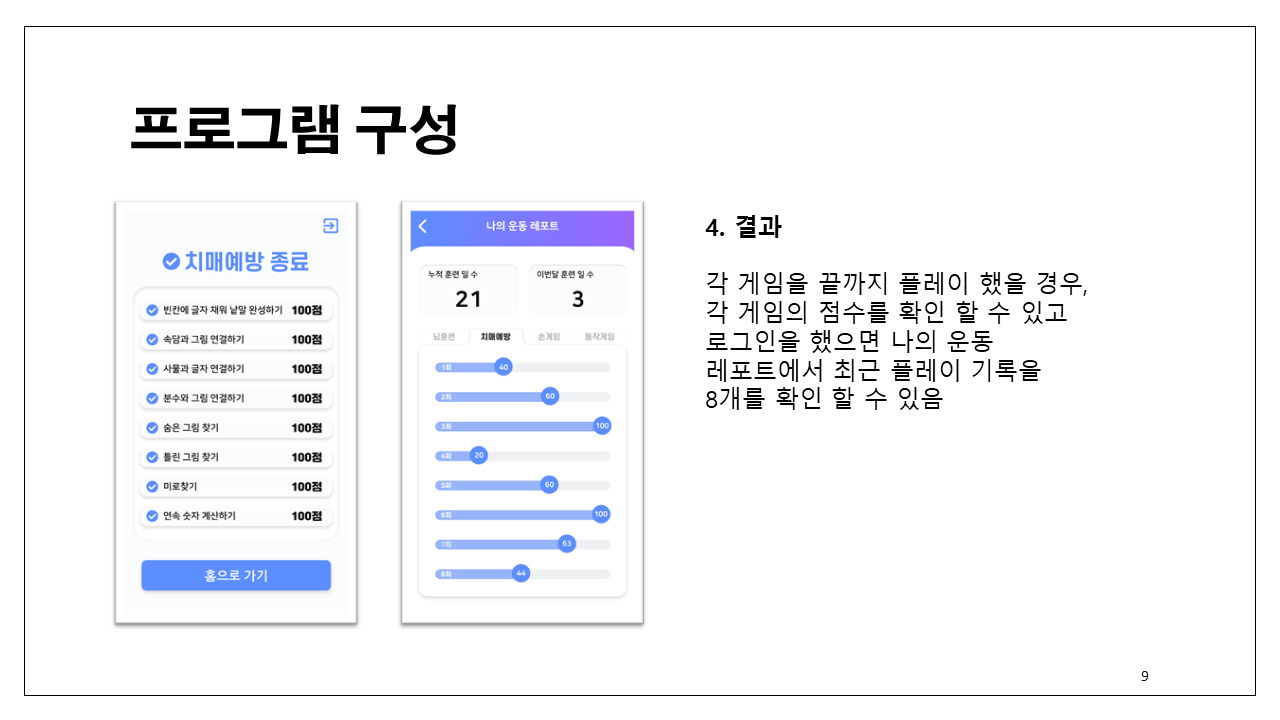 프로그램 구성
치매예방 종료
빈칸에 글자 채워 낱말 완성하기 100점
속담과 그림 연결하기 100점
사물과 글자 연결하기 100점
분수와 그림 연결하기 100점
숨은 그림 찾기 100점
틀린 그림 찾기 100점
미로찾기 100점
연속 숫자 계산하기 100점
홈으로 가기
나의 운동 레포트
누적 훈련 일 수 이번달 훈련 일 수
21 3
뇌훈련 치매예방 손게임 동작게임
1회 40
2회 60
3회 100
4회 20
5회 60
6회 100
7회 63
8회 44
4. 결과
각 게임을 끝까지 플레이 했을 경우,
각 게임의 점수를 확인 할 수 있고
로그인을 했으면 나의 운동
레포트에서 최근 플레이 기록을
8개를 확인 할 수 있음
9